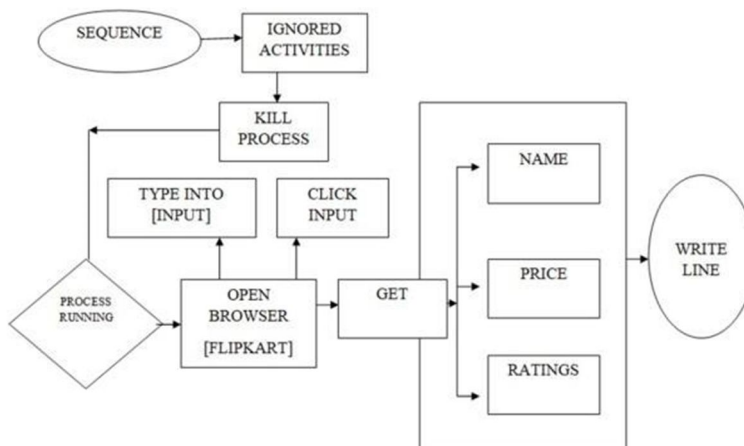 SEQUENCE
IGNORED
ACTIVITIES
KILL
PROCESS
TYPE INTO
[INPUT]
CLICK
INPUT
NAME
PROCESS
RUNNING
OPEN
BROWSER
[FLIPKART]
GET
PRICE
RATINGS
WRITE
LINE